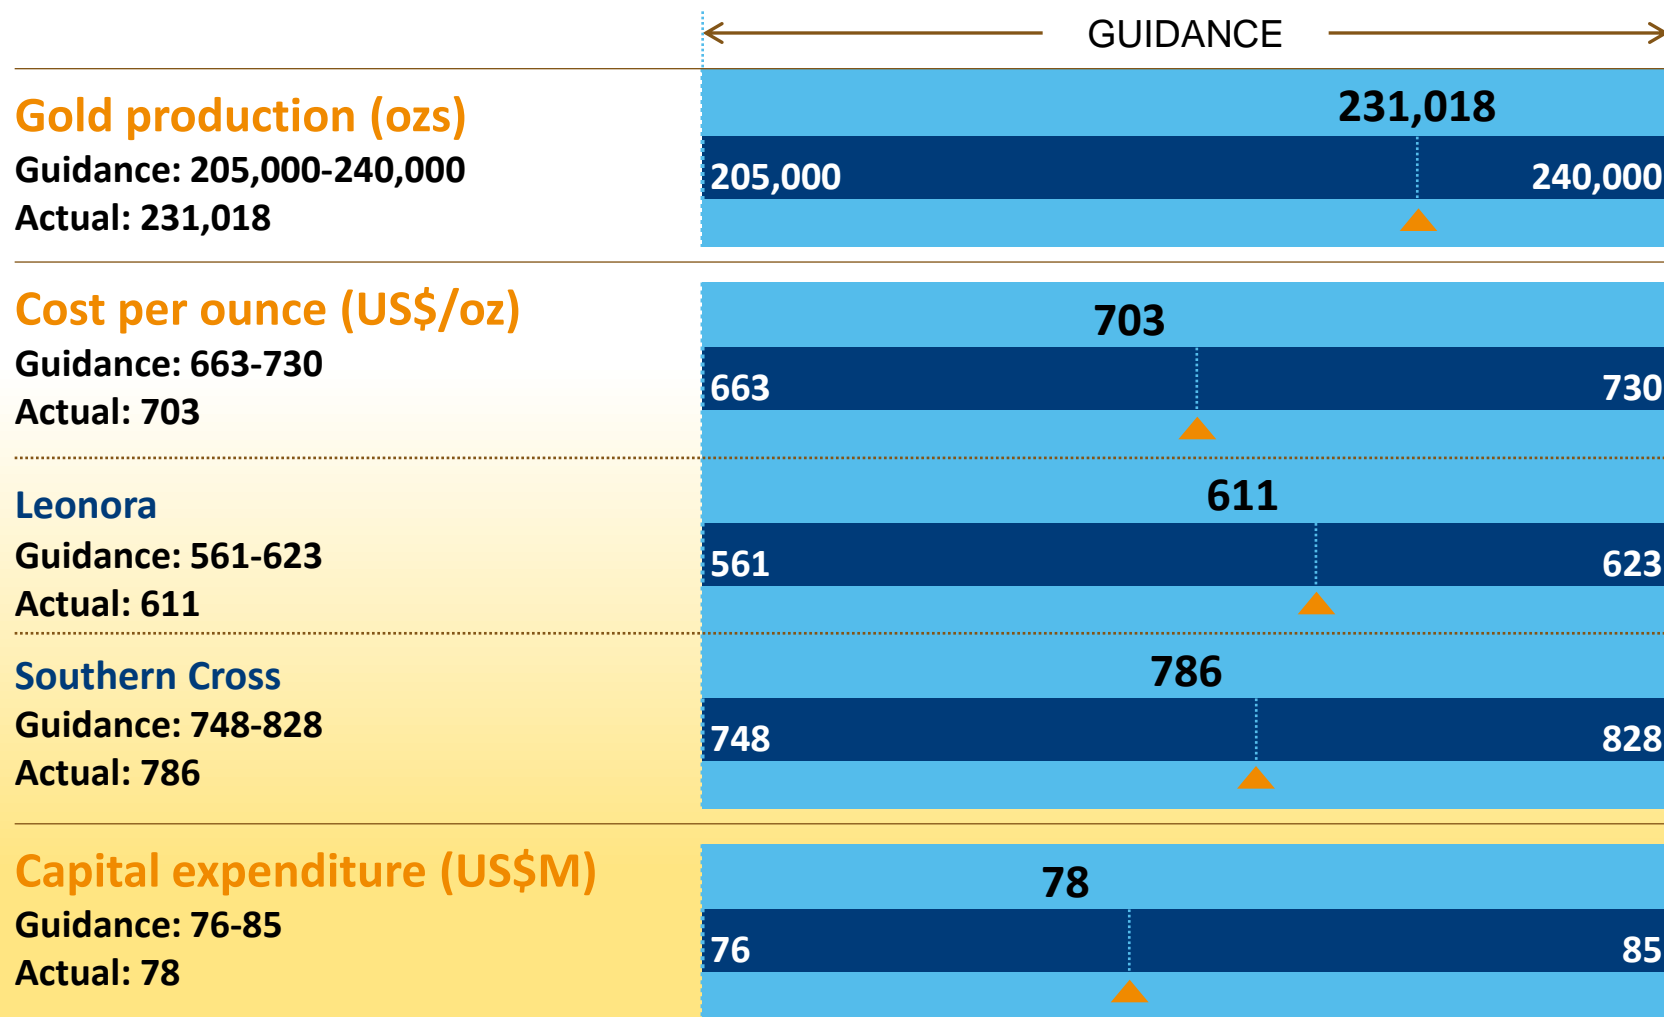 GUIDANCE
Gold production (ozs)
Guidance: 205,000-240,000
Actual: 231,018
231,018
205,000
240,000
Cost per ounce (US$/oz)
Guidance: 663-730
Actual: 703
703
663
730
Leonora
Guidance: 561-623
Actual: 611
611
561
623
Southern Cross
Guidance: 748-828
Actual: 786
786
748
828
Capital expenditure (US$M)
Guidance: 76-85
Actual: 78
78
76
85